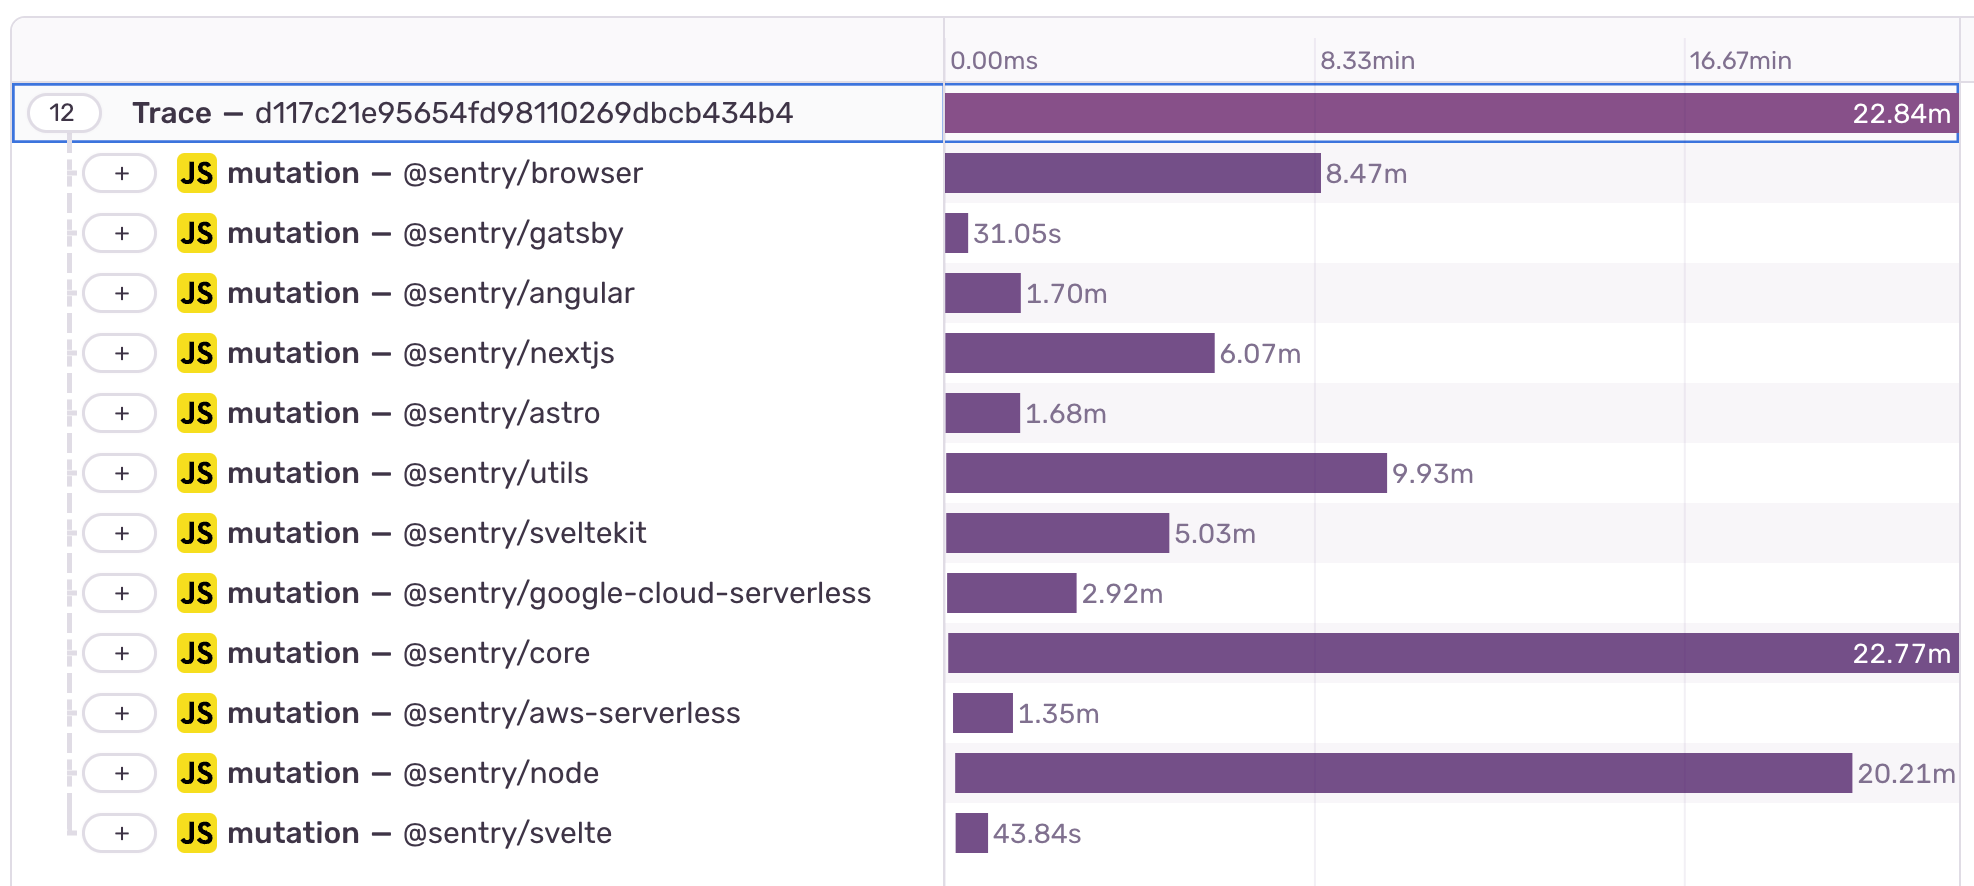 0.00ms 8.33min 16.67min
12 Trace — d117c21e95654fd98110269dbcb434b4 22.84m
+ JS mutation — @sentry/browser 8.47m
+ JS mutation — @sentry/gatsby 31.05s
+ JS mutation — @sentry/angular 1.70m
+ JS mutation — @sentry/nextjs 6.07m
+ JS mutation — @sentry/astro 1.68m
+ JS mutation — @sentry/utils 9.93m
+ JS mutation — @sentry/sveltekit 5.03m
+ JS mutation — @sentry/google-cloud-serverless 2.92m
+ JS mutation — @sentry/core 22.77m
+ JS mutation — @sentry/aws-serverless 1.35m
+ JS mutation — @sentry/node 20.21m
+ JS mutation — @sentry/svelte 43.84s